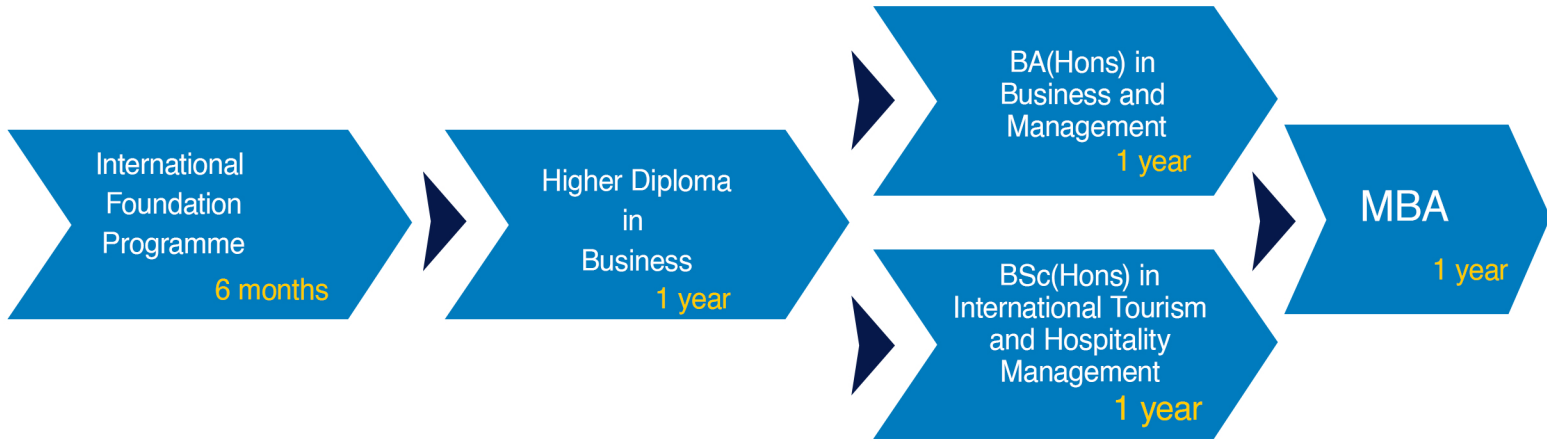 International
Foundation
Programme
6 months
Higher Diploma
in
Business
1 year
BA(Hons) in
Business and
Management
1 year
BSc(Hons) in
International Tourism
and Hospitality
Management
1 year
MBA
1 year